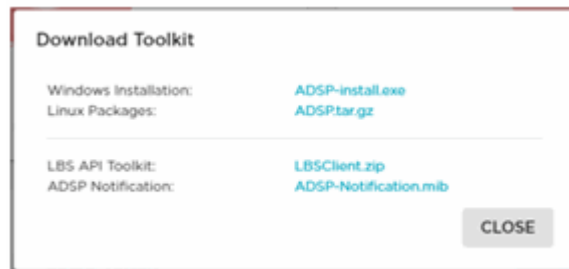 Download Toolkit
Windows Installation: ADSP-install.exe
Linux Packages: ADSP.tar.gz
LBS API Toolkit: LBSClient.zip
ADSP Notification: ADSP-Notification.mib
CLOSE